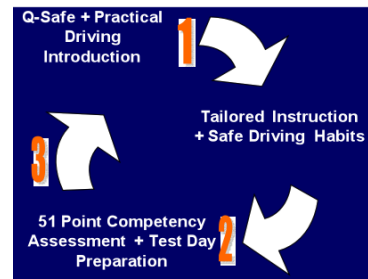 Q-Safe + Practical
Driving
Introduction
1
Tailored Instruction
+ Safe Driving Habits
2
51 Point Competency
Assessment + Test Day
Preparation
3